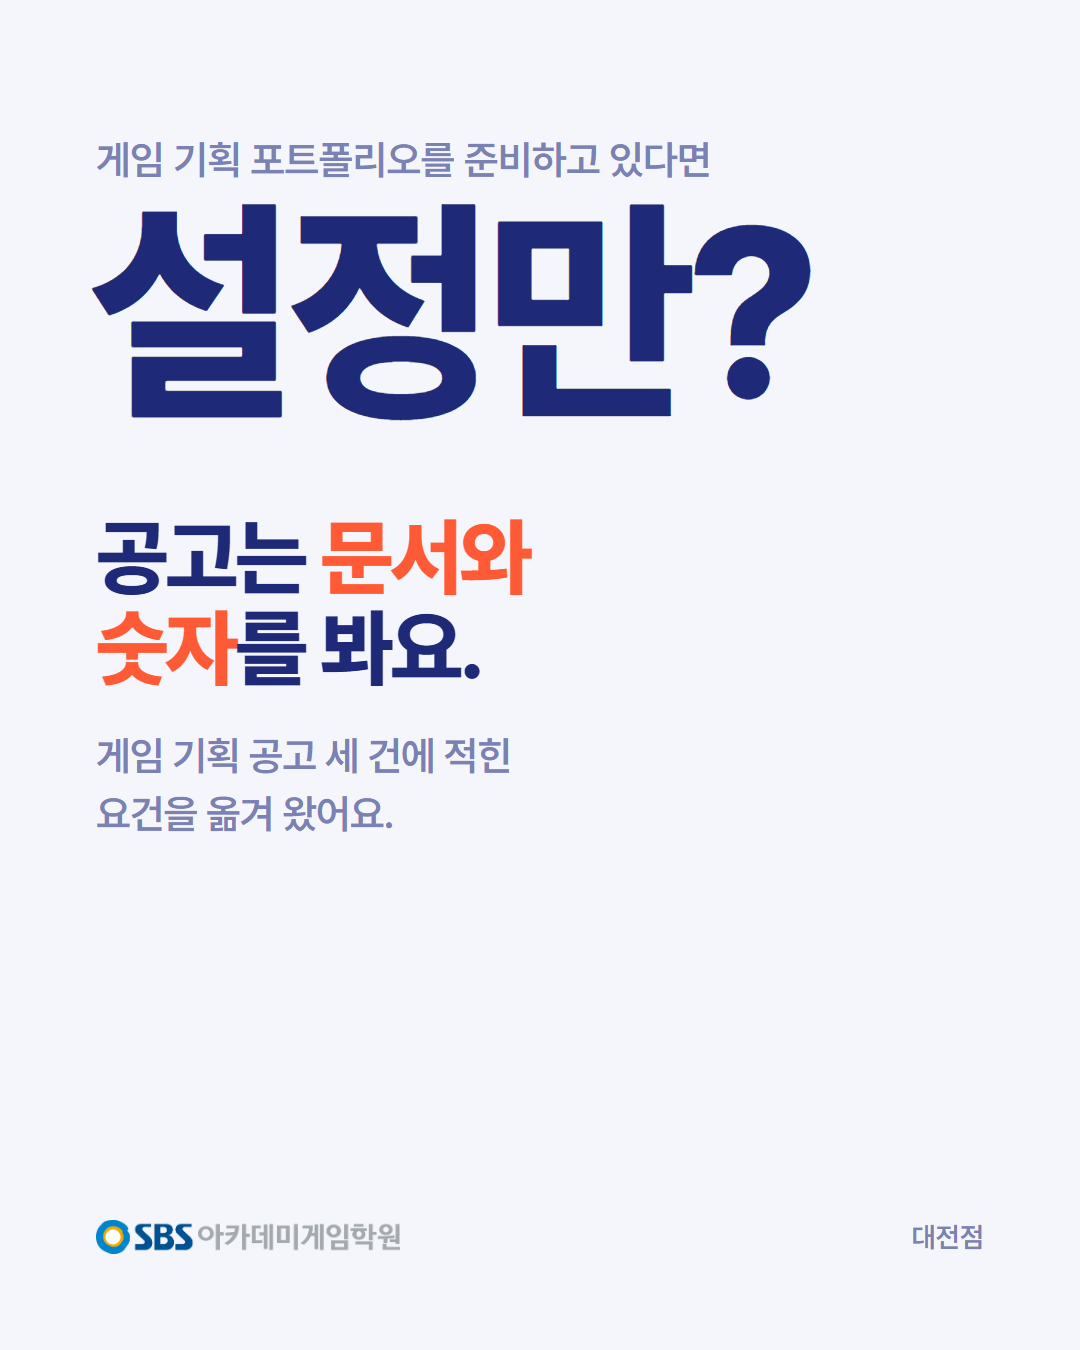 게임 기획 포트폴리오를 준비하고 있다면
설정만?
공고는 문서와
숫자를 봐요.
게임 기획 공고 세 건에 적힌
요건을 옮겨 왔어요.
SBS 아카데미게임학원
대전점